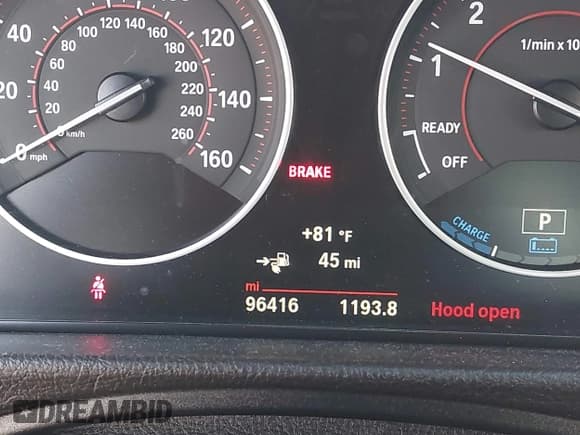 40 120 140 160
20 0 mph
0 km/h 20 40 60 80 100 120 140 160 180 200 220 240 260
2 1
1/min x 10
READY
OFF
BRAKE
P
CHARGE
+81 °F
45 mi
mi
96416 1193.8 Hood open
DREAMBID